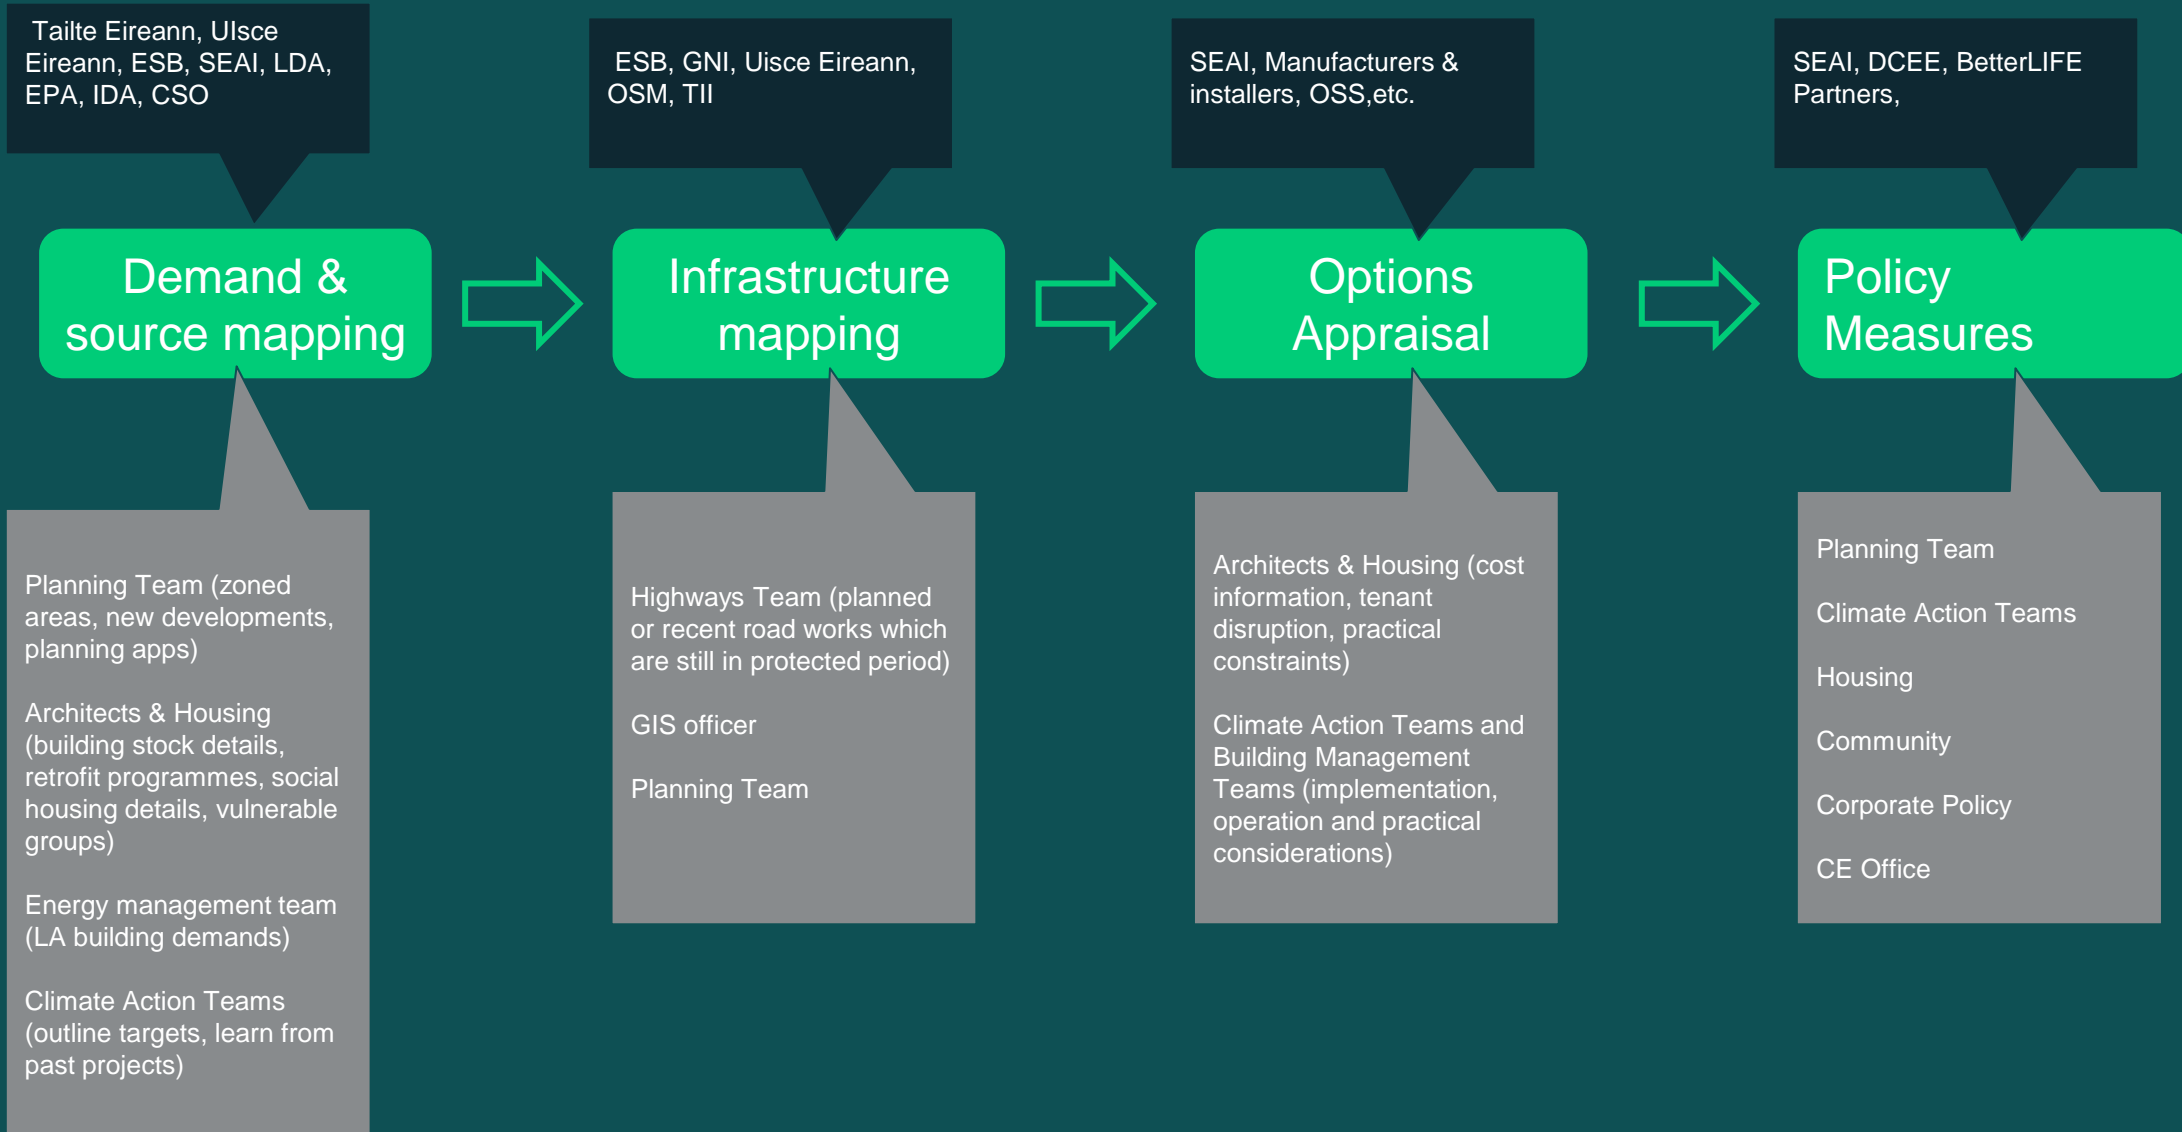 Tailte Eireann, UIsce
Eireann, ESB, SEAI, LDA,
EPA, IDA, CSO
ESB, GNI, Uisce Eireann,
OSM, TII
SEAI, Manufacturers &
installers, OSS,etc.
SEAI, DCEE, BetterLIFE
Partners,
Demand &
source mapping
Infrastructure
mapping
Options
Appraisal
Policy
Measures
Planning Team (zoned
areas, new developments,
planning apps)
Architects & Housing
(building stock details,
retrofit programmes, social
housing details, vulnerable
groups)
Energy management team
(LA building demands)
Climate Action Teams
(outline targets, learn from
past projects)
Highways Team (planned
or recent road works which
are still in protected period)
GIS officer
Planning Team
Architects & Housing (cost
information, tenant
disruption, practical
constraints)
Climate Action Teams and
Building Management
Teams (implementation,
operation and practical
considerations)
Planning Team
Climate Action Teams
Housing
Community
Corporate Policy
CE Office